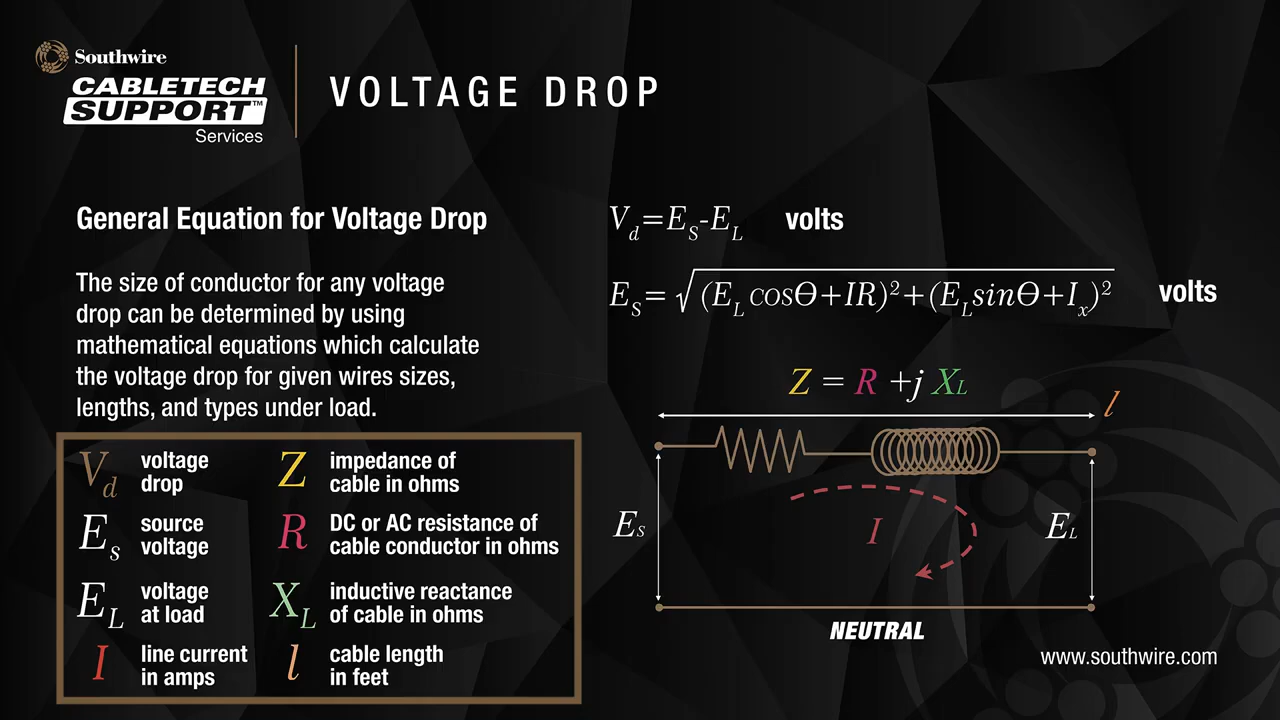 Southwire
CABLETECH
SUPPORT™
Services
VOLTAGE DROP
General Equation for Voltage Drop
The size of conductor for any voltage
drop can be determined by using
mathematical equations which calculate
the voltage drop for given wires sizes,
lengths, and types under load.
V_d voltage
drop
E_s source
voltage
E_L voltage
at load
I line current
in amps
Z impedance of
cable in ohms
R DC or AC resistance of
cable conductor in ohms
X_L inductive reactance
of cable in ohms
l cable length
in feet
V_d=E_S-E_L volts
E_S= √(E_L cosΘ+IR)²+(E_L sinΘ+I_x)² volts
Z = R +j X_L
l
E_S
I
E_L
NEUTRAL
www.southwire.com